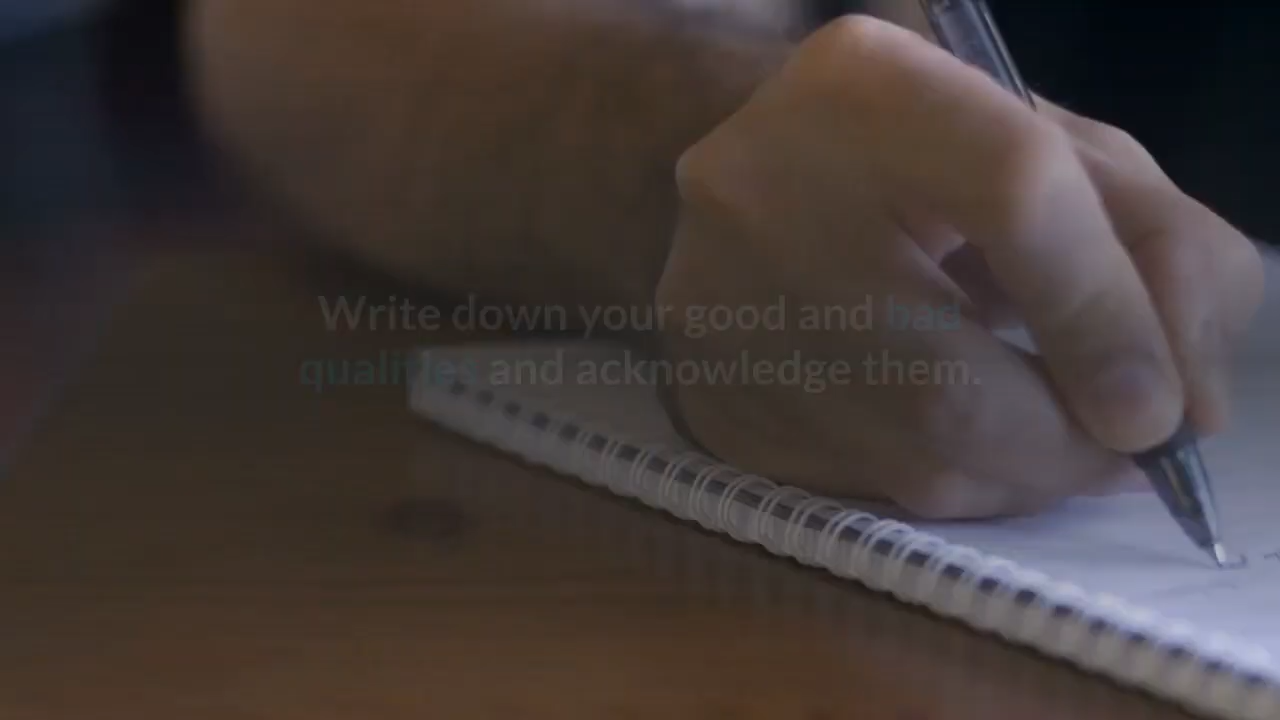 Write down your good and bad
qualities and acknowledge them.